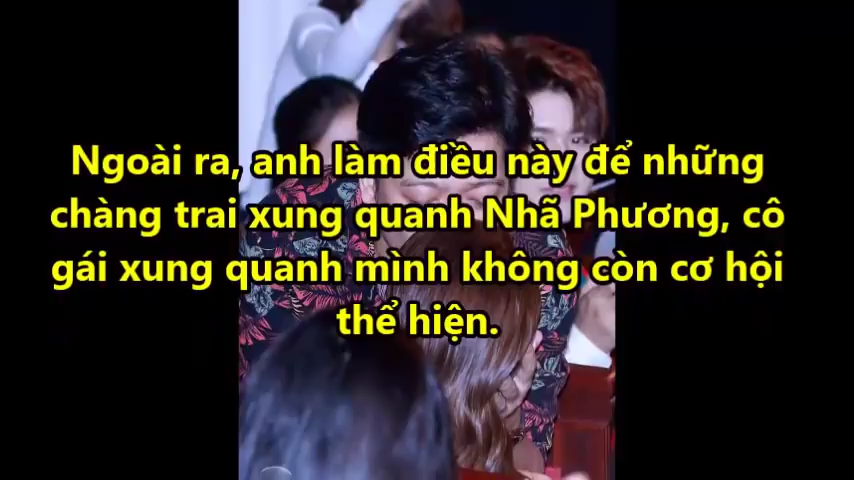 Ngoài ra, anh làm điều này để những
chàng trai xung quanh Nhã Phương, cô
gái xung quanh mình không còn cơ hội
thể hiện.